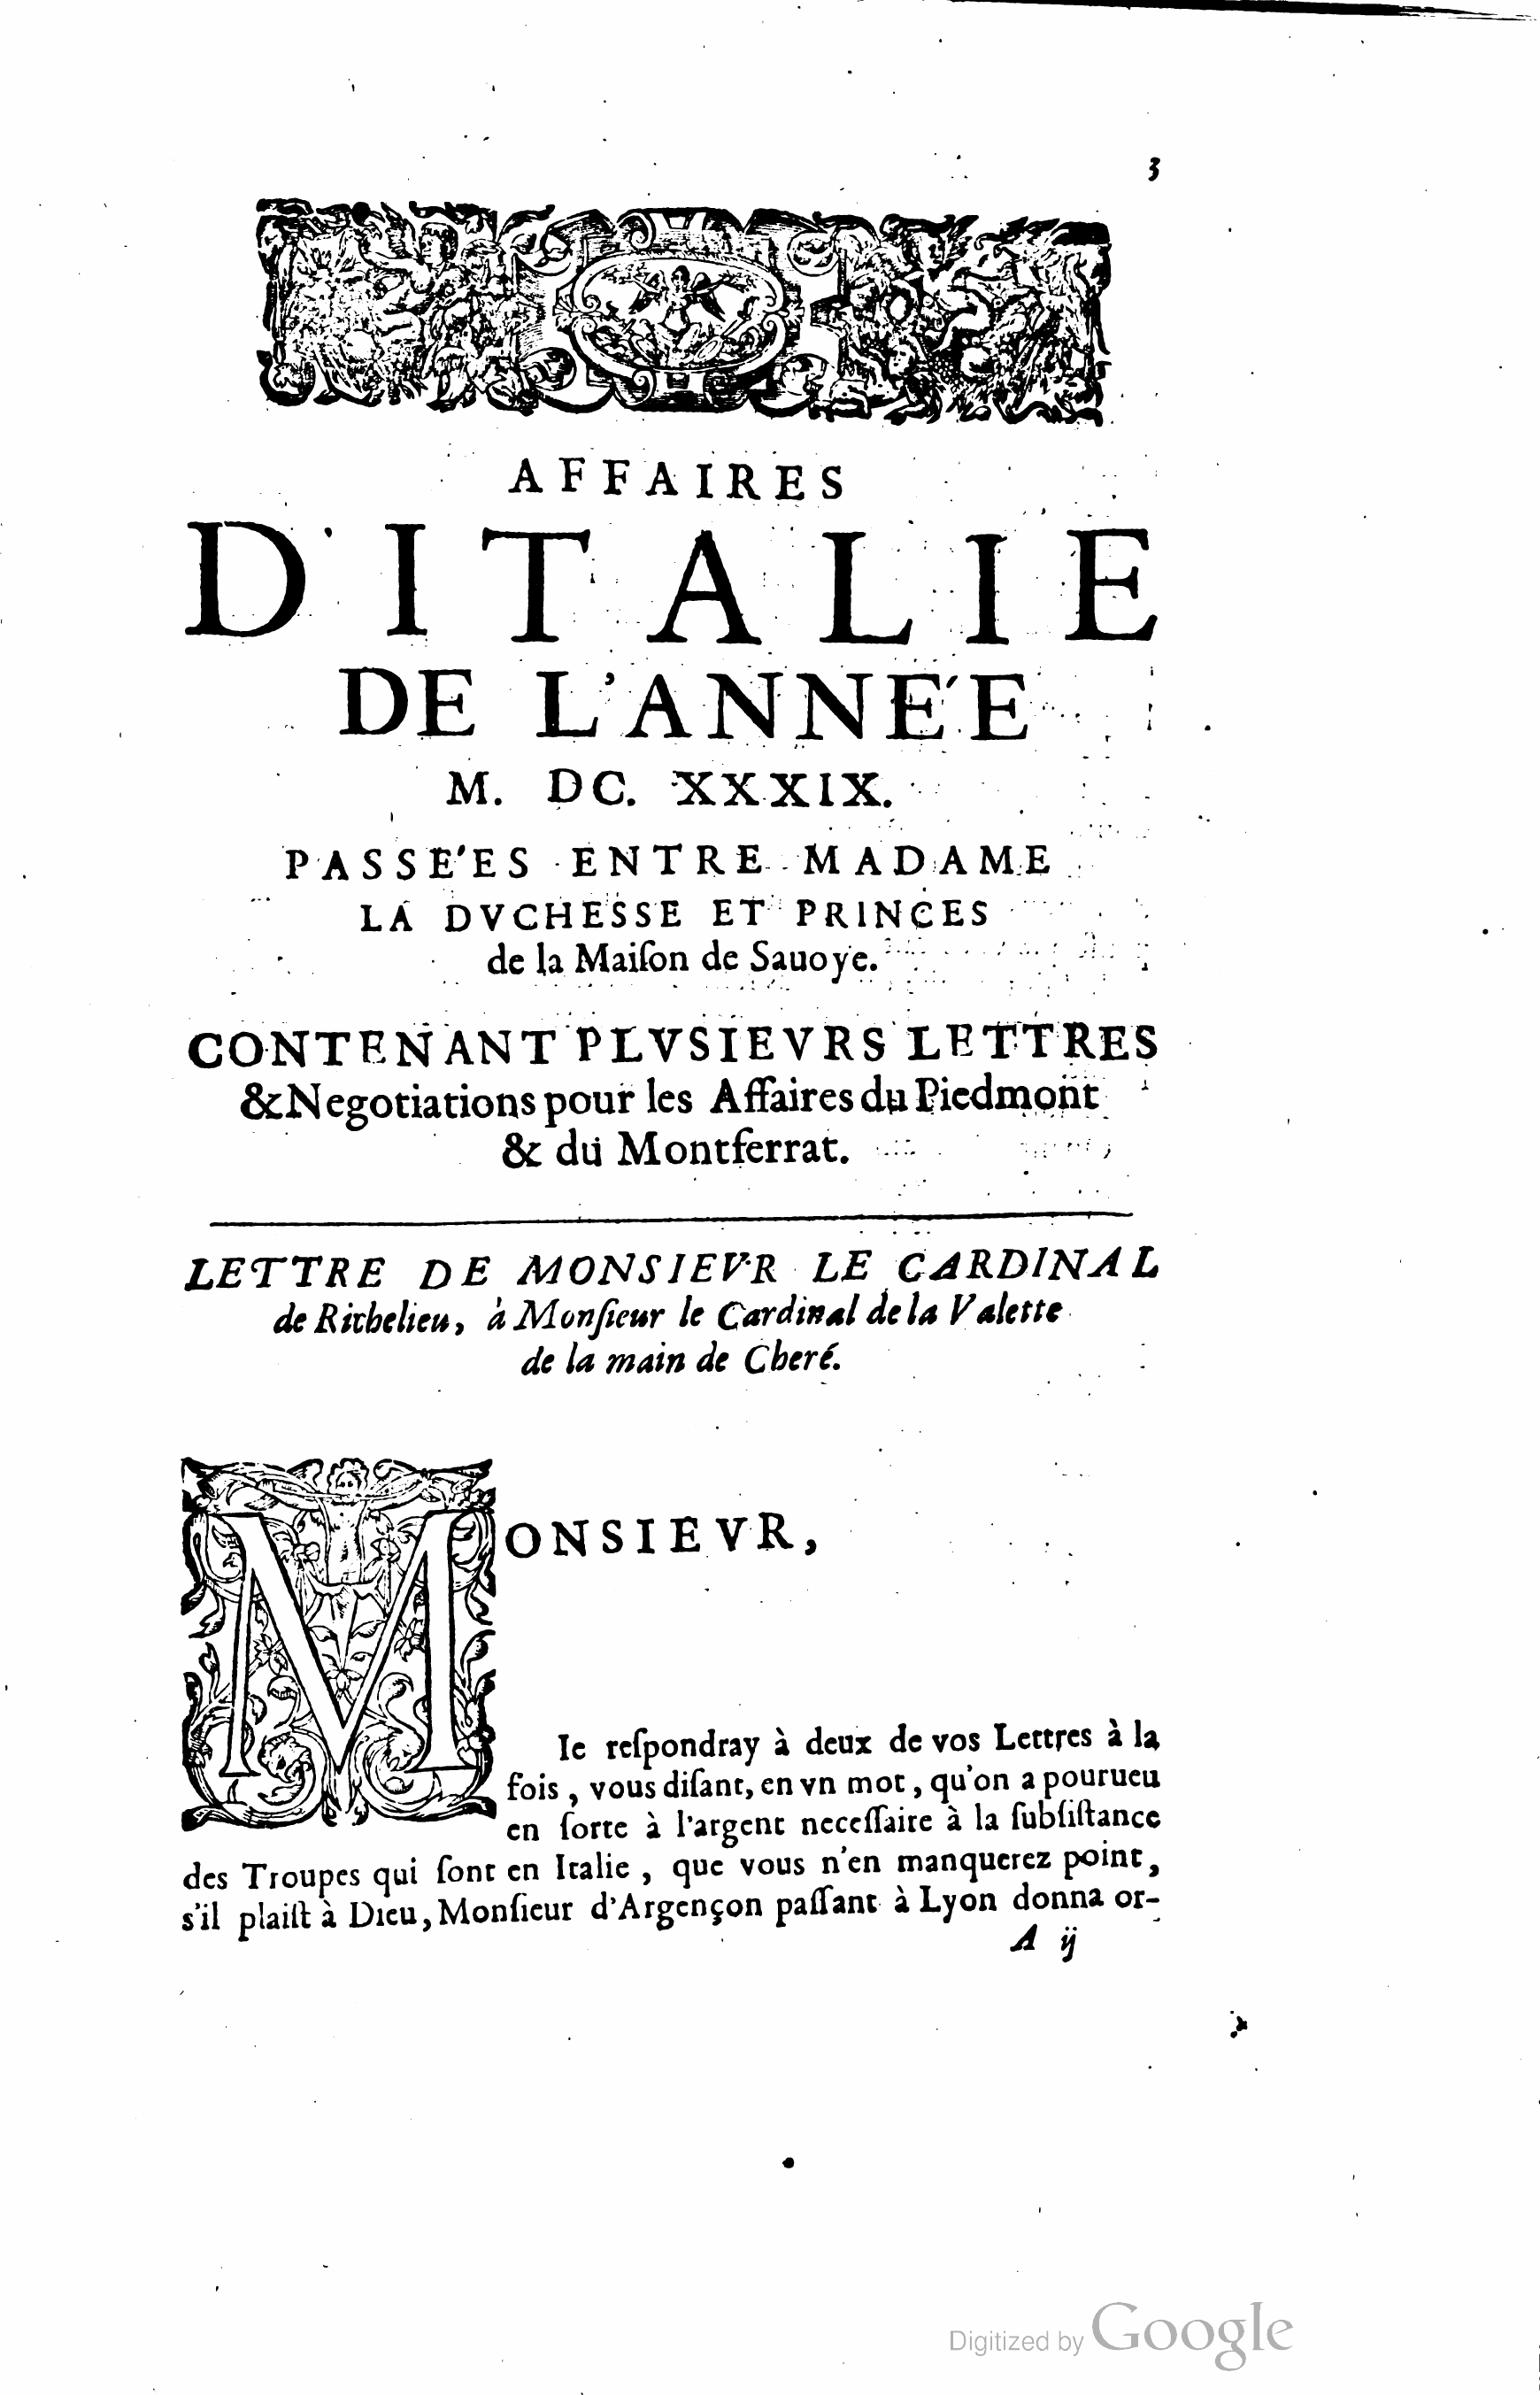 3
AFFAIRES
D'ITALIE
DE L'ANNE'E
M. DC. XXXIX.
PASSE'ES ENTRE MADAME
LA DVCHESSE ET PRINCES
de la Maiſon de Sauoye.
CONTENANT PLVSIEVRS LETTRES
& Negotiations pour les Affaires du Piedmont
& du Montferrat.
LETTRE DE MONSIEVR LE CARDINAL
de Richelieu, à Monſieur le Cardinal de la Valette
de la main de Cheré.
MONSIEVR,
Ie reſpondray à deux de vos Lettres à la
fois, vous diſant, en vn mot, qu'on a pourueu
en ſorte à l'argent neceſſaire à la ſubſiſtance
des Troupes qui ſont en Italie, que vous n'en manquerez point,
s'il plaiſt à Dieu, Monſieur d'Argençon paſſant à Lyon donna or-
A ij
Digitized by Google